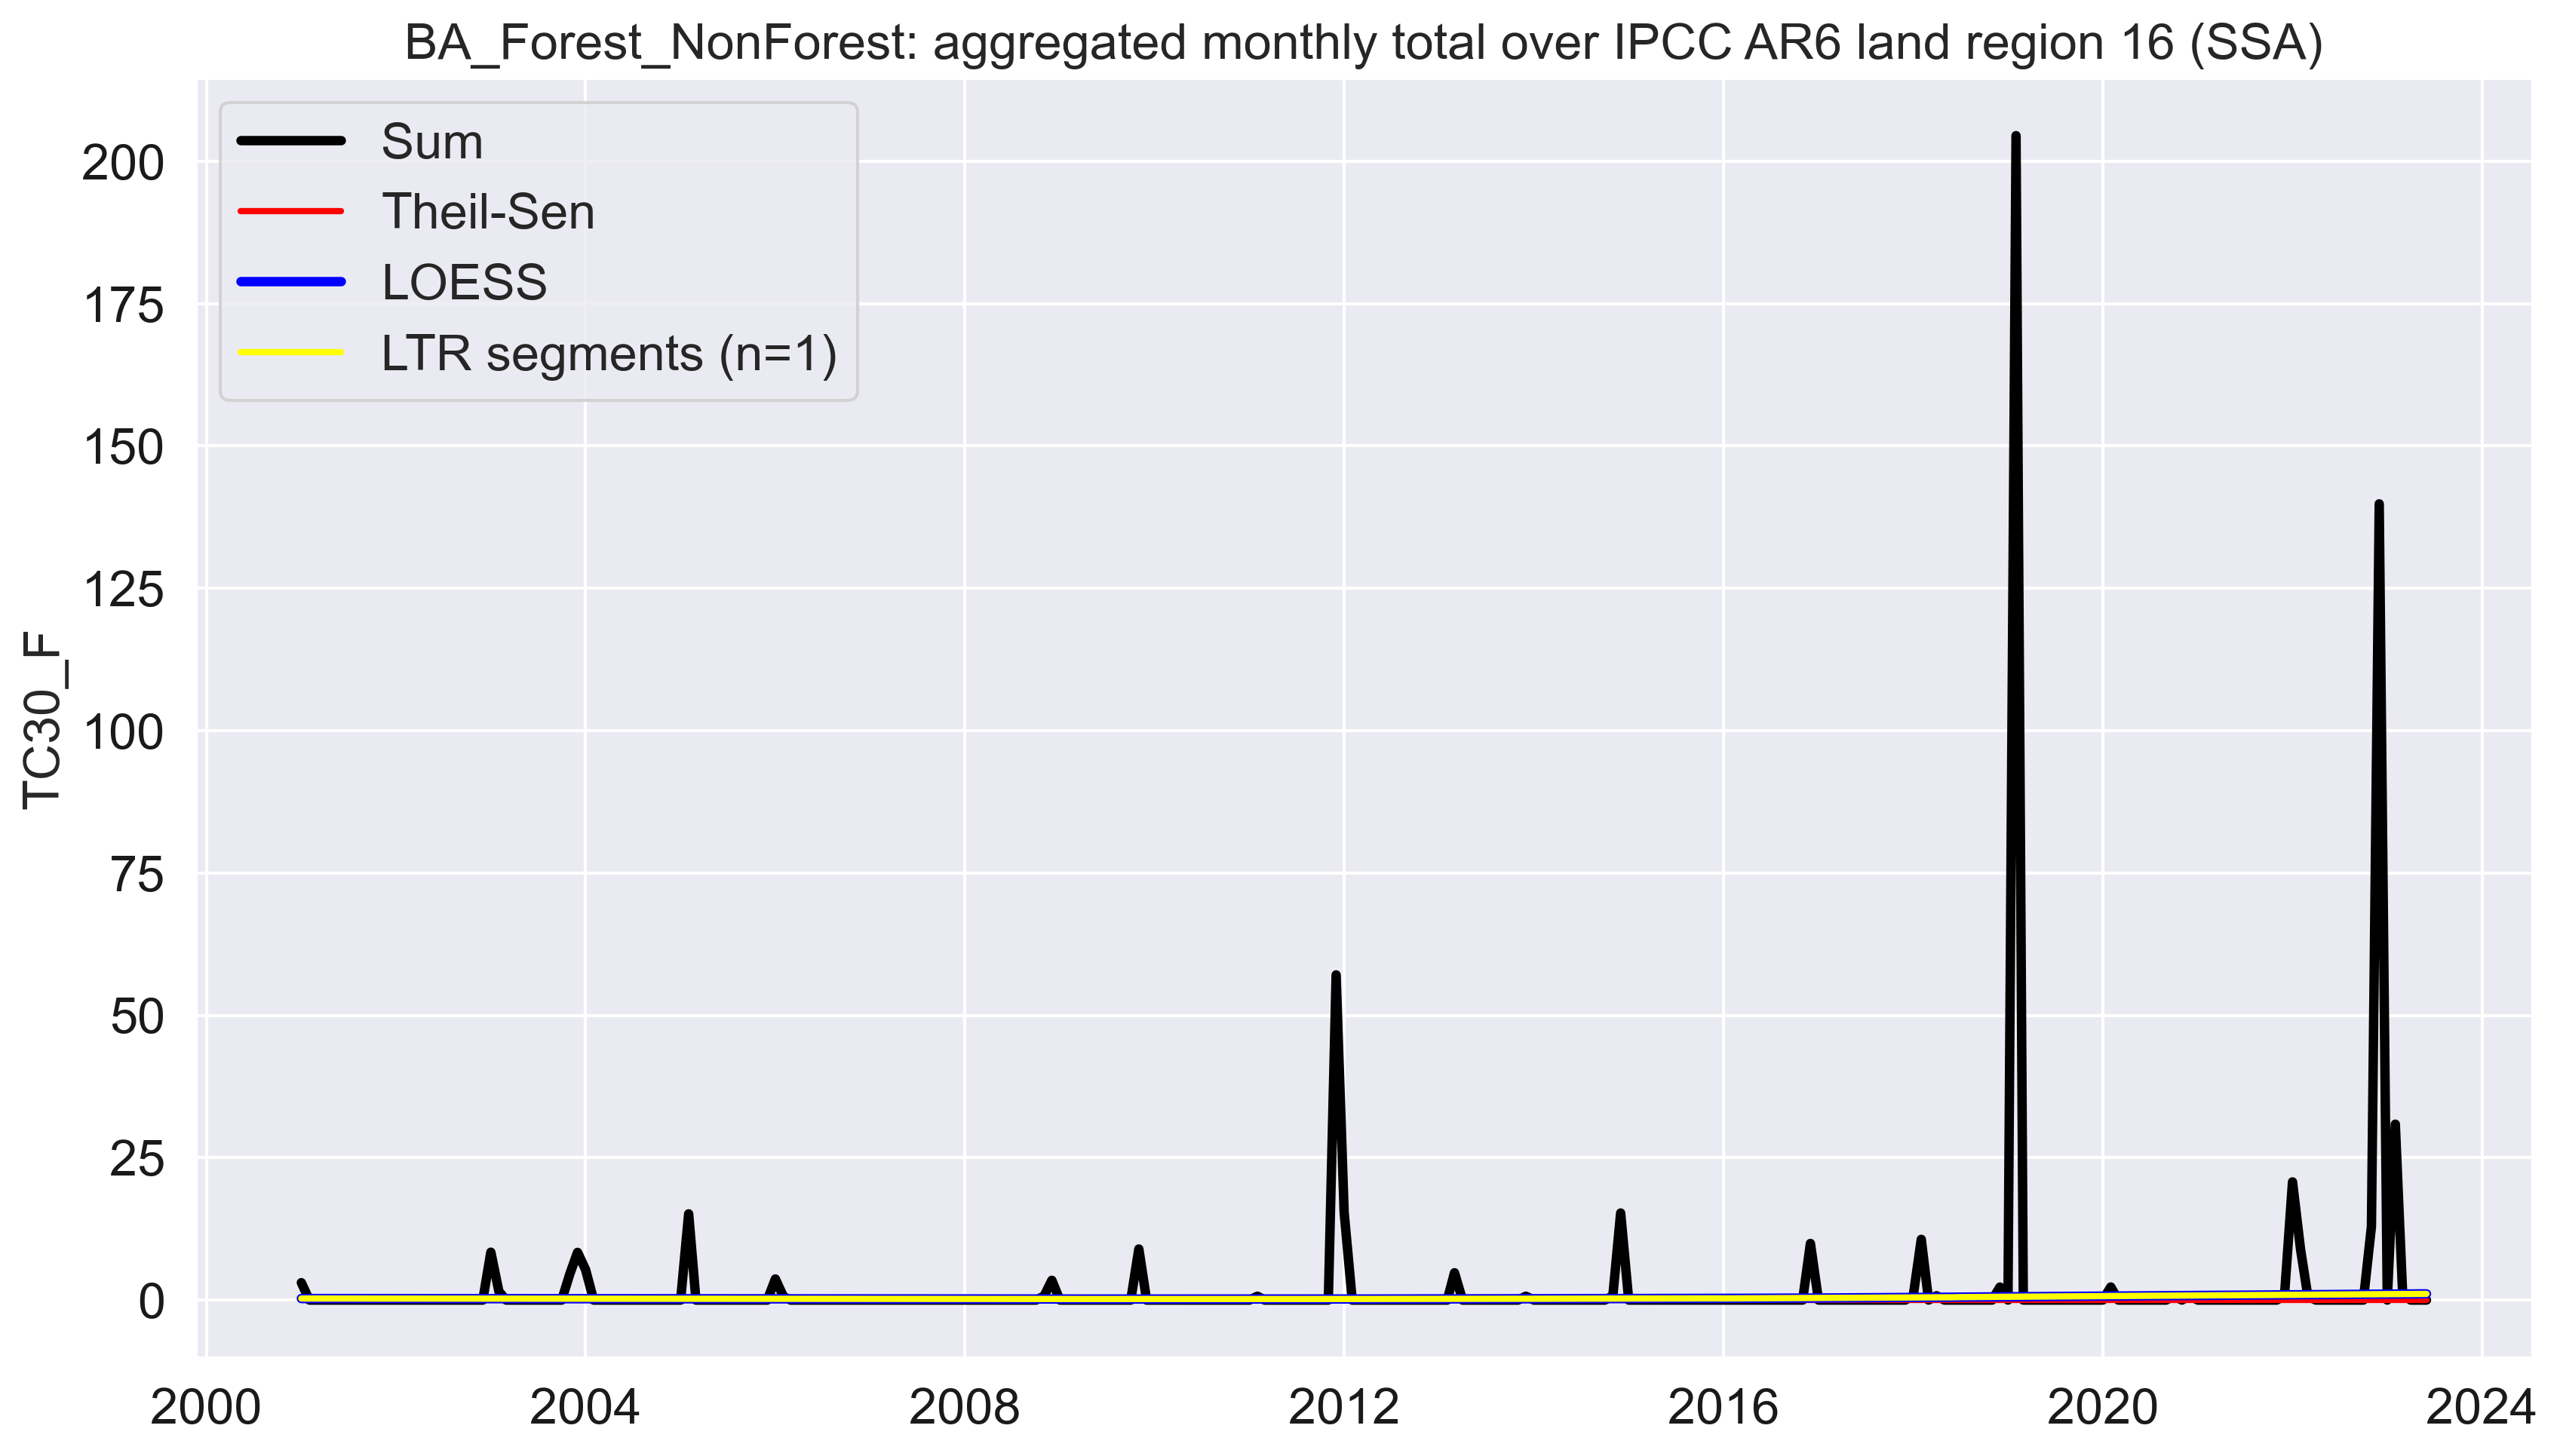 BA_Forest_NonForest: aggregated monthly total over IPCC AR6 land region 16 (SSA)
Sum
Theil-Sen
LOESS
LTR segments (n=1)
TC30_F
200
175
150
125
100
75
50
25
0
2000 2004 2008 2012 2016 2020 2024